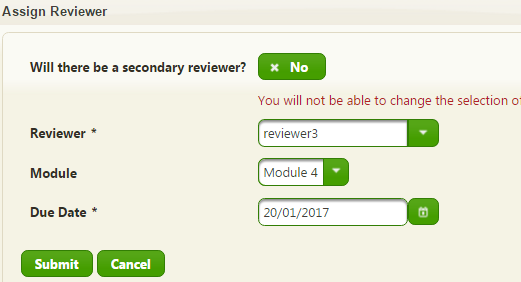 Assign Reviewer
Will there be a secondary reviewer? No
You will not be able to change the selection of
Reviewer * reviewer3
Module Module 4
Due Date * 20/01/2017
Submit Cancel